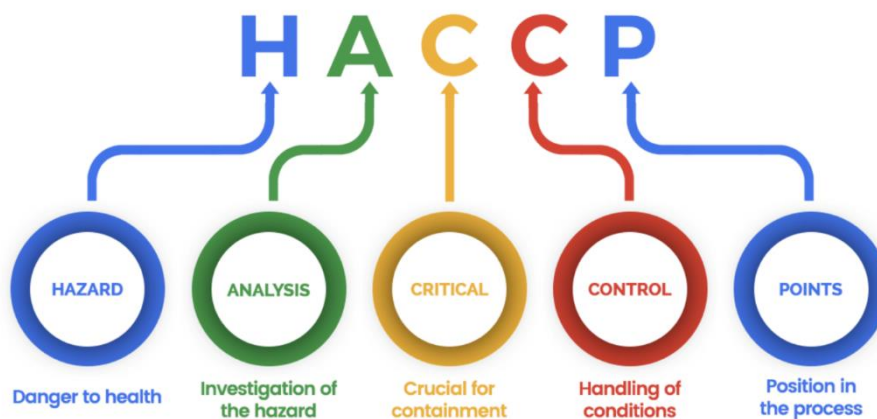 HACCP
HAZARD
ANALYSIS
CRITICAL
CONTROL
POINTS
Danger to health
Investigation of
the hazard
Crucial for
containment
Handling of
conditions
Position in
the process